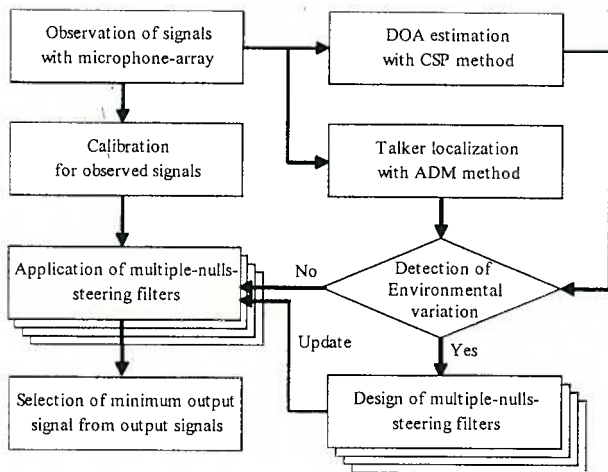 Observation of signals
with microphone-array
DOA estimation
with CSP method
Calibration
for observed signals
Talker localization
with ADM method
Application of multiple-nulls-
steering filters
No
Detection of
Environmental
variation
Update
Yes
Selection of minimum output
signal from output signals
Design of multiple-nulls-
steering filters